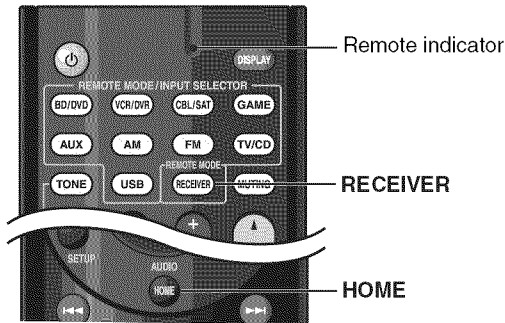 Remote indicator
DISPLAY
REMOTE MODE/INPUT SELECTOR
BD/DVD VCR/DVR CBL/SAT GAME
AUX AM FM TV/CD
REMOTE MODE
TONE USB RECEIVER MUTING
RECEIVER
+
SETUP
AUDIO
HOME
HOME